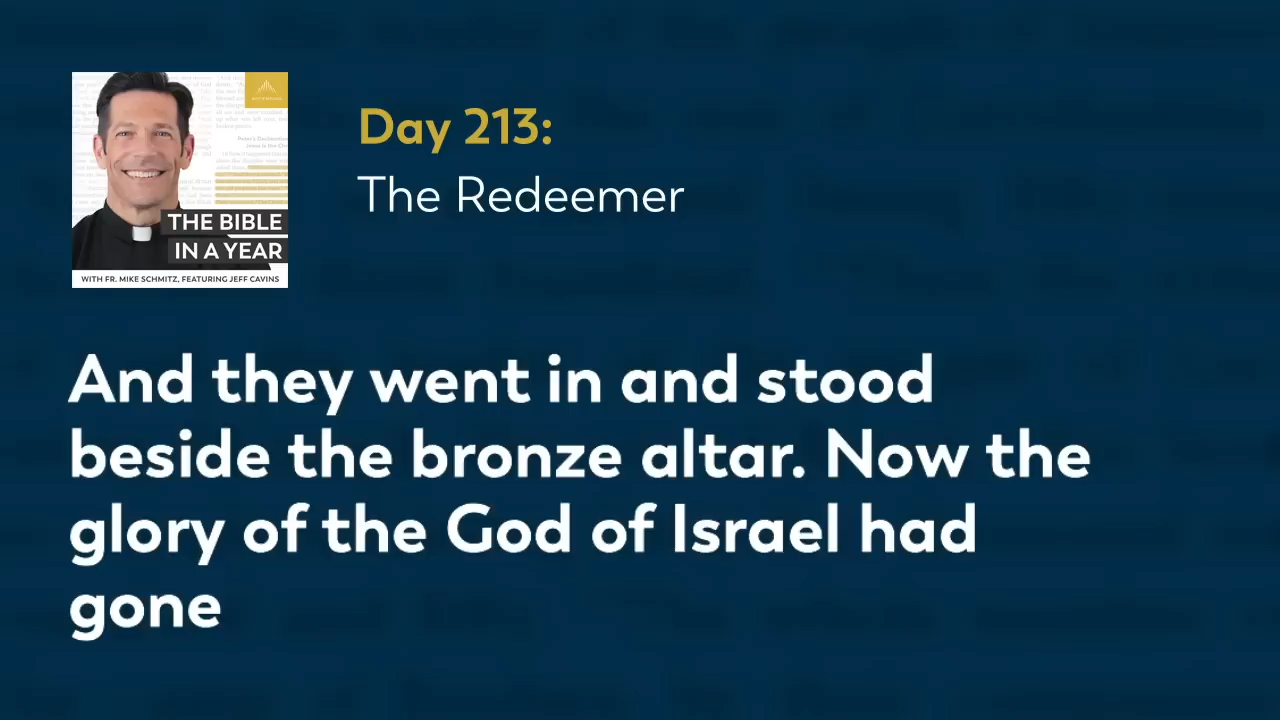 Day 213:
The Redeemer
THE BIBLE
IN A YEAR
WITH FR. MIKE SCHMITZ, FEATURING JEFF CAVINS
And they went in and stood
beside the bronze altar. Now the
glory of the God of Israel had
gone